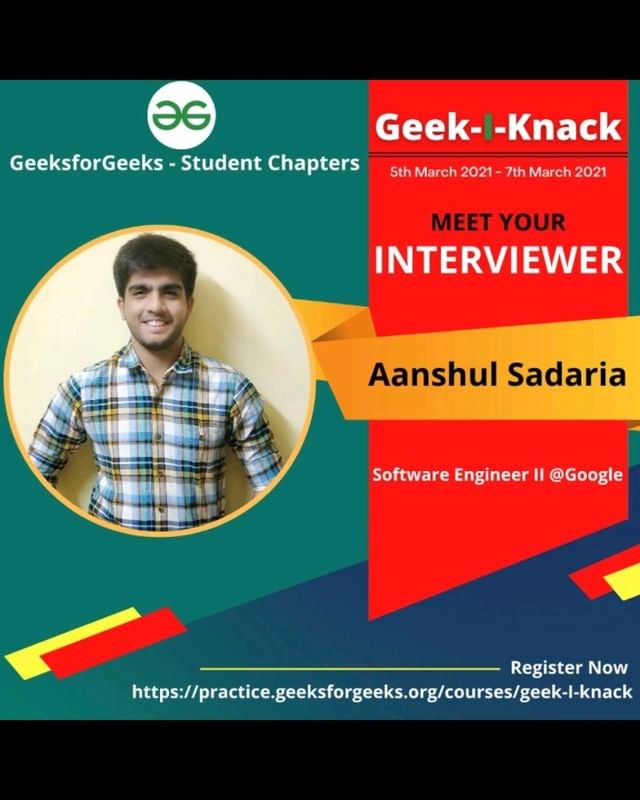 GeeksforGeeks - Student Chapters
Geek-I-Knack
5th March 2021 - 7th March 2021
MEET YOUR
INTERVIEWER
Aanshul Sadaria
Software Engineer II @Google
Register Now
https://practice.geeksforgeeks.org/courses/geek-I-knack